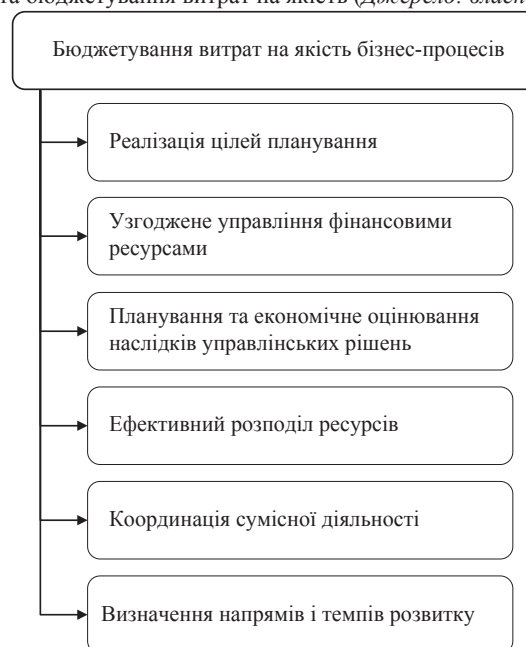 та бюджетування витрат на якість (Джерело: власн
Бюджетування витрат на якість бізнес-процесів
Реалізація цілей планування
Узгоджене управління фінансовими
ресурсами
Планування та економічне оцінювання
наслідків управлінських рішень
Ефективний розподіл ресурсів
Координація сумісної діяльності
Визначення напрямів і темпів розвитку